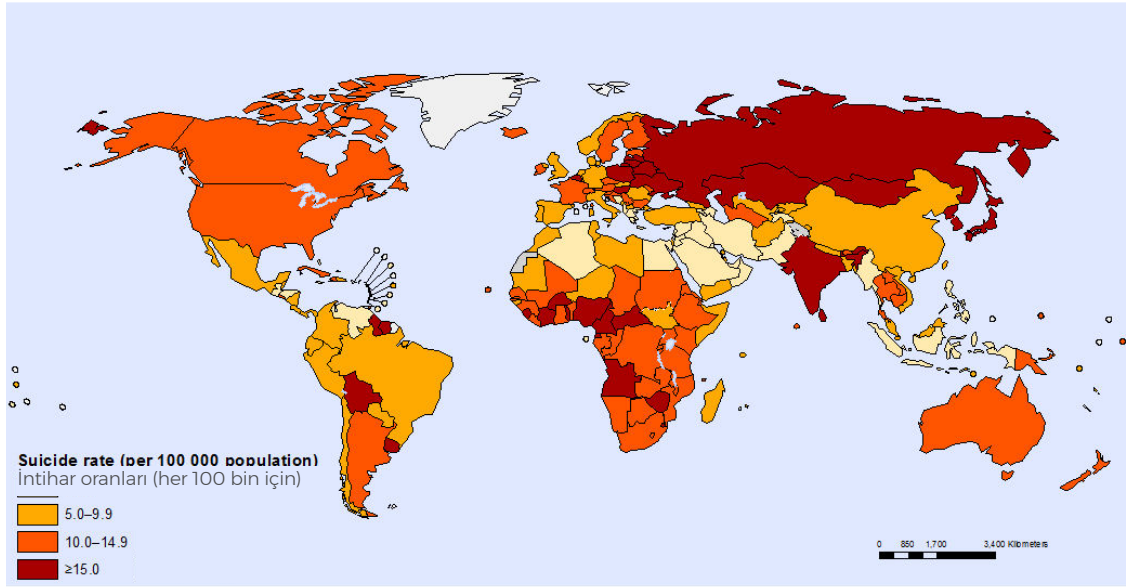 Suicide rate (per 100 000 population)
İntihar oranları (her 100 bin için)
5.0–9.9
10.0–14.9
≥15.0
0 850 1,700 3,400 Kilometers